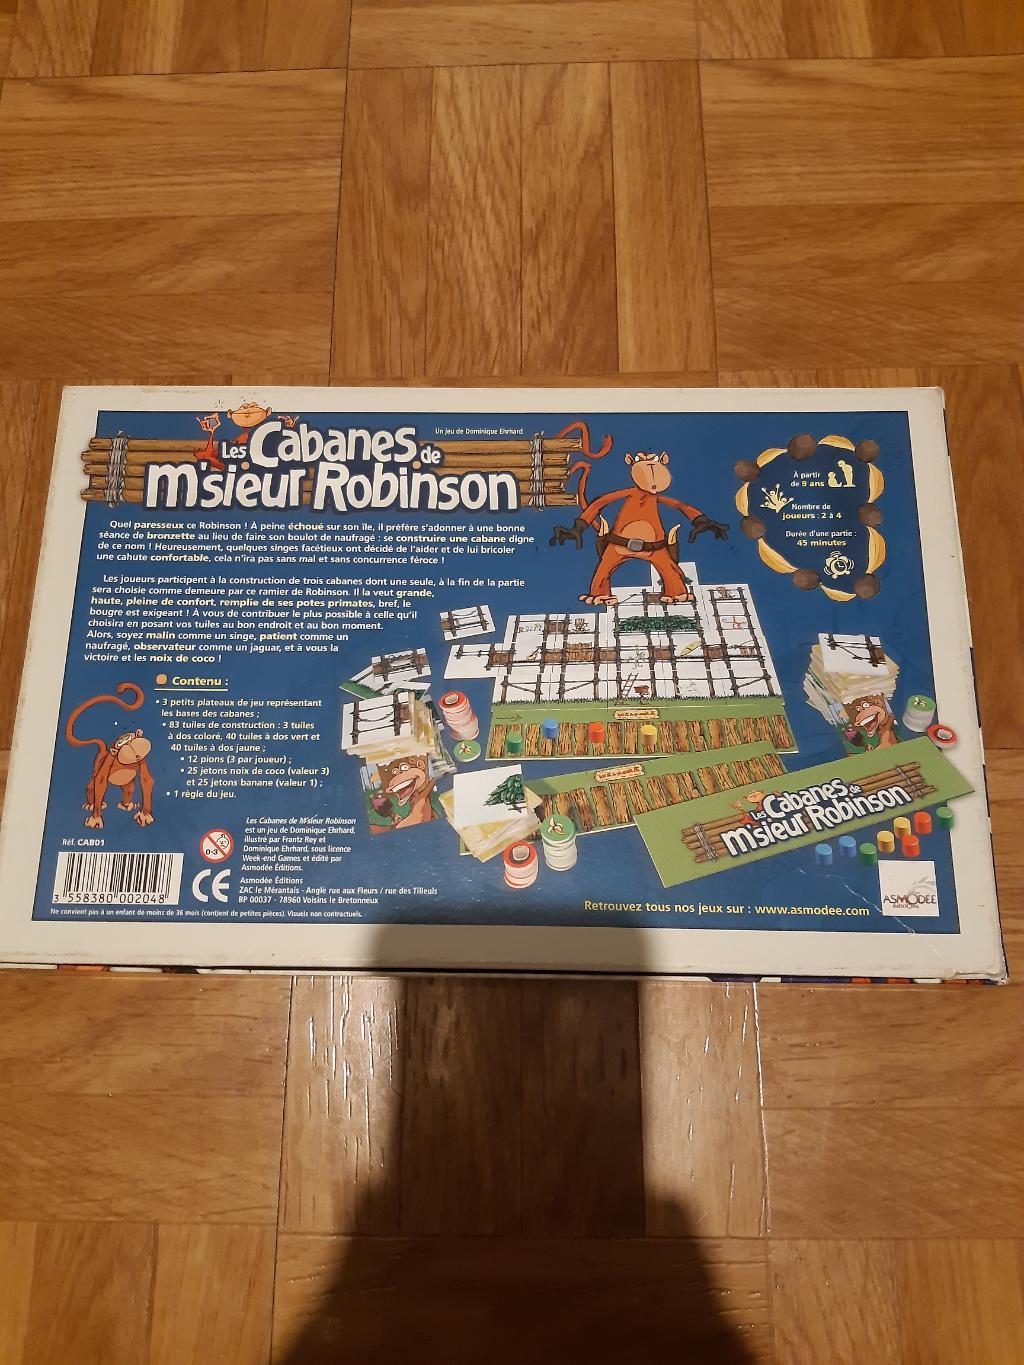 Les Cabanes de
m'sieur Robinson
Un jeu de Dominique Ehrhard
À partir
de 9 ans
Nombre de
joueurs : 2 à 4
Durée d'une partie :
45 minutes
Quel paresseux ce Robinson ! À peine échoué sur son île, il préfère s'adonner à une bonne
séance de bronzette au lieu de faire son boulot de naufragé : se construire une cabane digne
de ce nom ! Heureusement, quelques singes facétieux ont décidé de l'aider et de lui bricoler
une cahute confortable, cela n'ira pas sans mal et sans concurrence féroce !
Les joueurs participent à la construction de trois cabanes dont une seule, à la fin de la partie
sera choisie comme demeure par ce ramier de Robinson. Il la veut grande,
haute, pleine de confort, remplie de ses potes primates, bref, le
bougre est exigeant ! À vous de contribuer le plus possible à celle qu'il
choisira en posant vos tuiles au bon endroit et au bon moment.
Alors, soyez malin comme un singe, patient comme un
naufragé, observateur comme un jaguar, et à vous la
victoire et les noix de coco !
Contenu :
• 3 petits plateaux de jeu représentant
les bases des cabanes ;
• 83 tuiles de construction : 3 tuiles
à dos coloré, 40 tuiles à dos vert et
40 tuiles à dos jaune ;
• 12 pions (3 par joueur) ;
• 25 jetons noix de coco (valeur 3)
et 25 jetons banane (valeur 1) ;
• 1 règle du jeu.
Les Cabanes de
m'sieur Robinson
Réf. CAB01
3 558380 002048
0-3
CE
Les Cabanes de M'sieur Robinson
est un jeu de Dominique Ehrhard,
illustré par Frantz Rey et
Dominique Ehrhard, sous licence
Week-end Games et édité par
Asmodée Éditions.
Asmodée Éditions
ZAC le Mérantais - Angle rue aux Fleurs / rue des Tilleuls
BP 00037 - 78960 Voisins le Bretonneux
Ne convient pas à un enfant de moins de 36 mois (contient de petites pièces). Visuels non contractuels.
Retrouvez tous nos jeux sur : www.asmodee.com
ASMODÉE
éditions